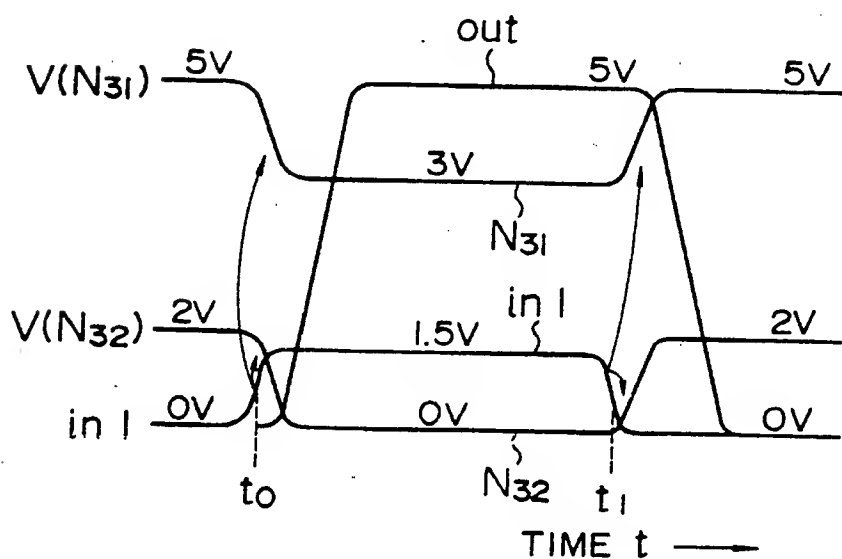 out
V(N31) 5V 5V 5V
3V
N31
V(N32) 2V 1.5V in 1 2V
in 1 0V 0V 0V
t0 N32 t1
TIME t